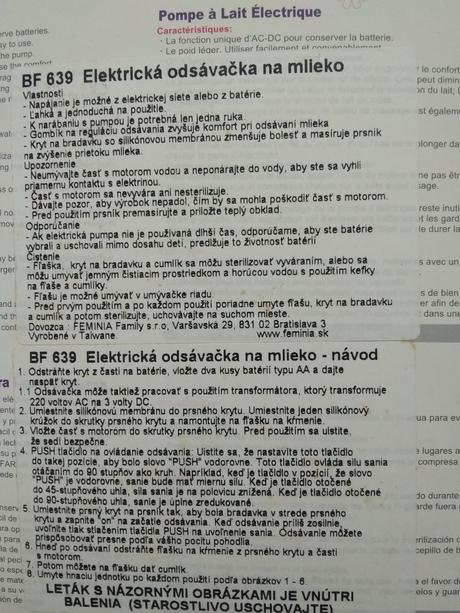 Pompe à Lait Électrique
Caractéristiques:
La fonction unique d'AC-DC pour conserver la batterie.
Le poid léger. Utiliser facilement et convenablement
BF 639 Elektrická odsávačka na mlieko
Vlastnosti
- Napájanie je možné z elektrickej siete alebo z batérie.
- Ľahká a jednoduchá na použitie.
- K narábaniu s pumpou je potrebná len jedna ruka.
- Gombík na reguláciu odsávania zvyšuje komfort pri odsávaní mlieka
- Kryt na bradavku so silikónovou membránou zmenšuje bolesť a masíruje prsník
na zvýšenie prietoku mlieka.
Upozornenie
- Neumývajte časť s motorom vodou a neponárajte do vody, aby ste sa vyhli
priamemu kontaktu s elektrinou.
- Časť s motorom sa nevyvára ani nesterilizuje.
- Dávajte pozor, aby výrobok nepadol, čím by sa mohla poškodiť časť s motorom.
- Pred použitím prsník premasírujte a priložte teplý obklad.
Odporúčanie
- Ak elektrická pumpa nie je používaná dlhší čas, odporúčame, aby ste batérie
vybrali a uschovali mimo dosahu detí, predlžuje to životnosť batérií
Čistenie
- Fľaška, kryt na bradavku a cumlík sa môžu sterilizovať vyváraním, alebo sa
môžu umývať jemným čistiacim prostriedkom a horúcou vodou s použitím kefky
na fľaše a cumlíky.
- Fľašu je možné umývať v umývačke riadu.
- Pred prvým použitím a po každom použití poriadne umyte fľašu, kryt na bradavku
a cumlík a potom sterilizujte, uchovávajte na suchom mieste.
Dovozca : FEMINIA Family s.r.o, Varšavská 29, 831 02 Bratislava 3
Vyrobené v Taiwane www.feminia.sk
BF 639 Elektrická odsávačka na mlieko - návod
1. Odstráňte kryt z časti na batérie, vložte dva kusy batérií typu AA a dajte
naspäť kryt.
1.1 Odsávačka môže taktiež pracovať s použitím transformátora, ktorý transformuje
220 voltov AC na 3 volty DC.
2. Umiestnite silikónovú membránu do prsného krytu. Umiestnite jeden silikónový
krúžok do skrutky prsného krytu a namontujte na fľašku na kŕmenie.
3. Vložte časť s motorom do skrutky prsného krytu. Pred použitím sa uistite,
že sedí bezpečne.
4. PUSH tlačidlo na ovládanie odsávania: Uistite sa, že nastavíte toto tlačidlo
do takej pozície, aby bolo slovo "PUSH" vodorovne. Toto tlačidlo ovláda silu sania
otáčaním do 90 stupňov ako kruh. Napríklad, keď je tlačidlo v pozícií, že slovo
"PUSH" je vodorovne, sanie bude mať miernu silu. Keď je tlačidlo otočené
do 45-stupňového uhla, sila sania je na polovicu znížená. Keď je tlačidlo otočené
do 90-stupňového uhla, sanie je úplne zredukované.
5. Umiestnite prsný kryt na prsník tak, aby bola bradavka v strede prsného
krytu a zapnite "on" na začatie odsávania. Keď odsávanie príliš zosilnie,
uvoľnite tlak stlačením tlačidla PUSH na uvoľnenie sania. Odsávanie môžete
prispôsobovať presne podľa vášho pocitu pohodlia.
6. Hneď po odsávaní odstráňte fľašku na kŕmenie z prsného krytu a časti
s motorom.
7. Potom môžete na fľašku dať cumlík.
8. Umyte hneď jednotku po každom použití podľa obrázkov 1 - 6.
LETÁK S NÁZORNÝMI OBRÁZKAMI JE VNÚTRI
BALENIA (STAROSTLIVO USCHOVAJTE)